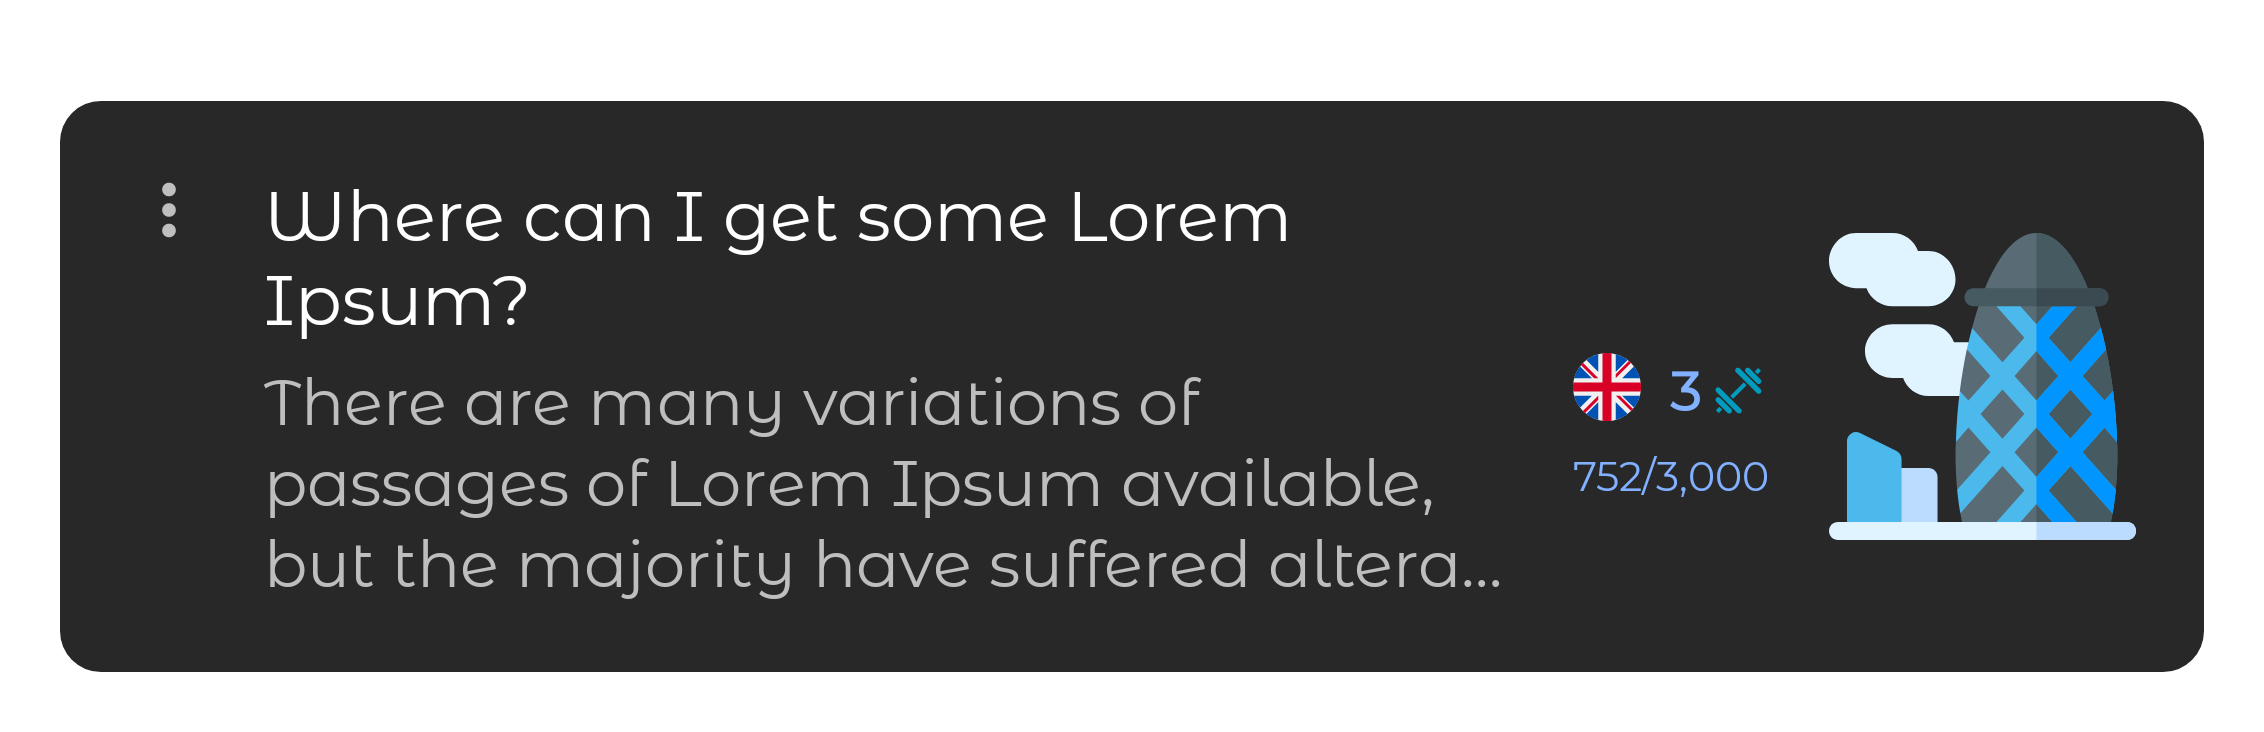 Where can I get some Lorem
Ipsum?
There are many variations of
passages of Lorem Ipsum available,
but the majority have suffered altera...
3
752/3,000